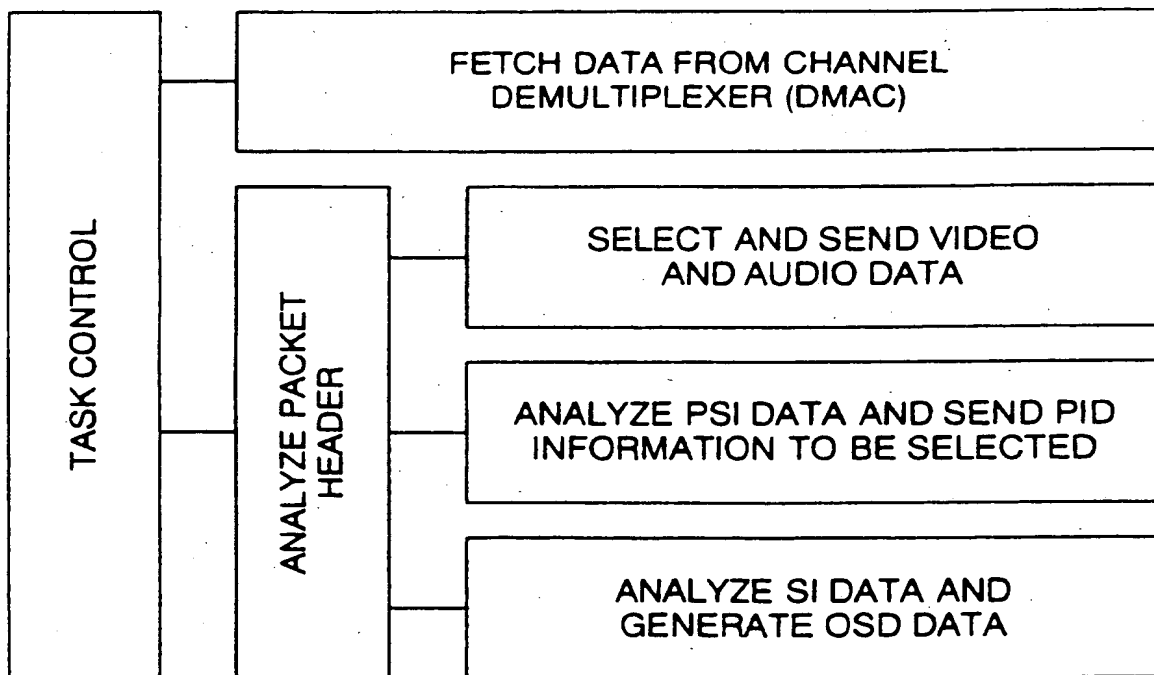 TASK CONTROL
FETCH DATA FROM CHANNEL
DEMULTIPLEXER (DMAC)
ANALYZE PACKET
HEADER
SELECT AND SEND VIDEO
AND AUDIO DATA
ANALYZE PSI DATA AND SEND PID
INFORMATION TO BE SELECTED
ANALYZE SI DATA AND
GENERATE OSD DATA